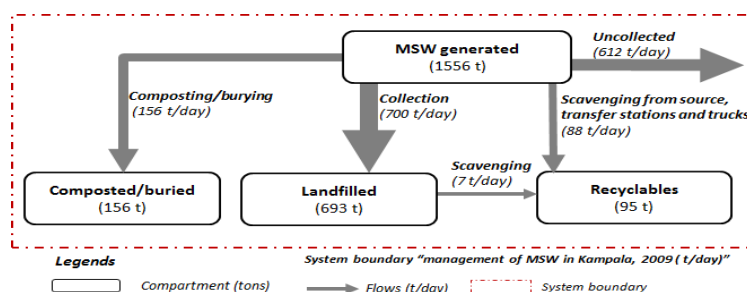 Uncollected
(612 t/day)
MSW generated
(1556 t)
Composting/burying
(156 t/day)
Collection
(700 t/day)
Scavenging from source,
transfer stations and trucks
(88 t/day)
Scavenging
(7 t/day)
Composted/buried
(156 t)
Landfilled
(693 t)
Recyclables
(95 t)
Legends
System boundary "management of MSW in Kampala, 2009 ( t/day)"
Compartment (tons)
Flows (t/day)
System boundary